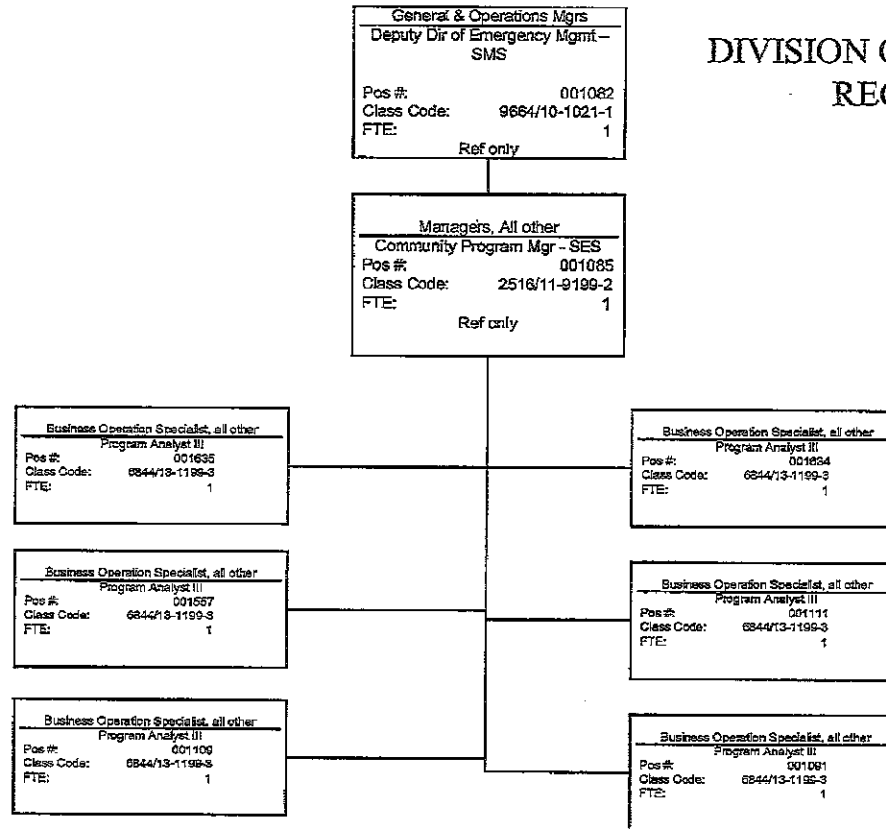 General & Operations Mgrs
Deputy Dir of Emergency Mgmt –
SMS
Pos #: 001082
Class Code: 9664/10-1021-1
FTE: 1
Ref only
DIVISION
REC
Managers, All other
Community Program Mgr - SES
Pos #: 001085
Class Code: 2516/11-9199-2
FTE: 1
Ref only
Business Operation Specialist, all other
Program Analyst III
Pos #: 001635
Class Code: 6844/13-1199-3
FTE: 1
Business Operation Specialist, all other
Program Analyst III
Pos #: 001634
Class Code: 6844/13-1199-3
FTE: 1
Business Operation Specialist, all other
Program Analyst III
Pos #: 001557
Class Code: 6844/13-1199-3
FTE: 1
Business Operation Specialist, all other
Program Analyst III
Pos #: 001111
Class Code: 6844/13-1199-3
FTE: 1
Business Operation Specialist, all other
Program Analyst III
Pos #: 001109
Class Code: 6844/13-1199-3
FTE: 1
Business Operation Specialist, all other
Program Analyst III
Pos #: 001091
Class Code: 6844/13-1199-3
FTE: 1